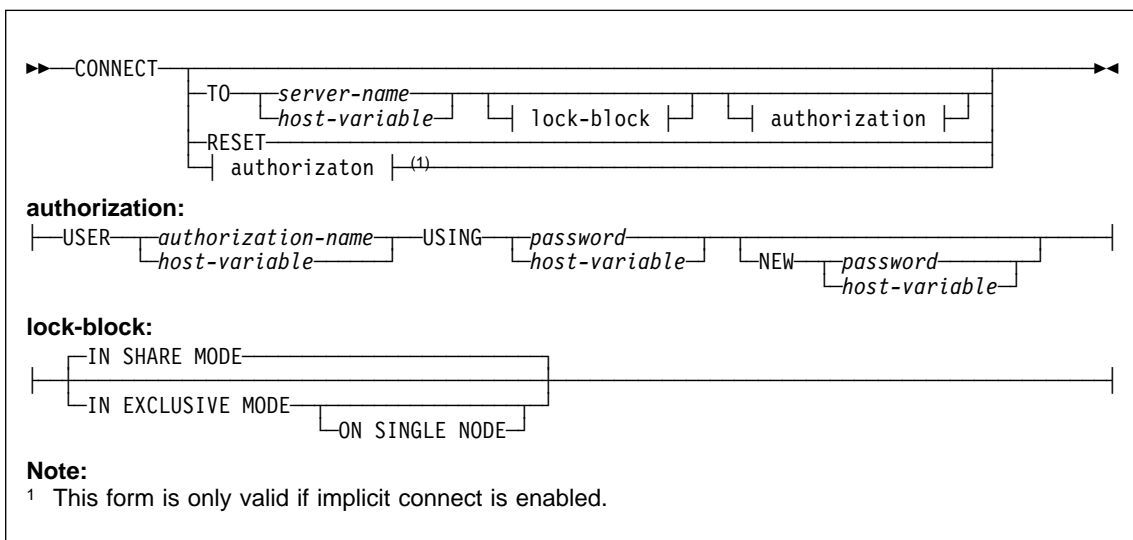 CONNECT
TO server-name lock-block authorization
host-variable
RESET
authorizaton (1)
authorization:
USER authorization-name USING password
host-variable host-variable NEW password
host-variable
lock-block:
IN SHARE MODE
IN EXCLUSIVE MODE
ON SINGLE NODE
Note:
1 This form is only valid if implicit connect is enabled.